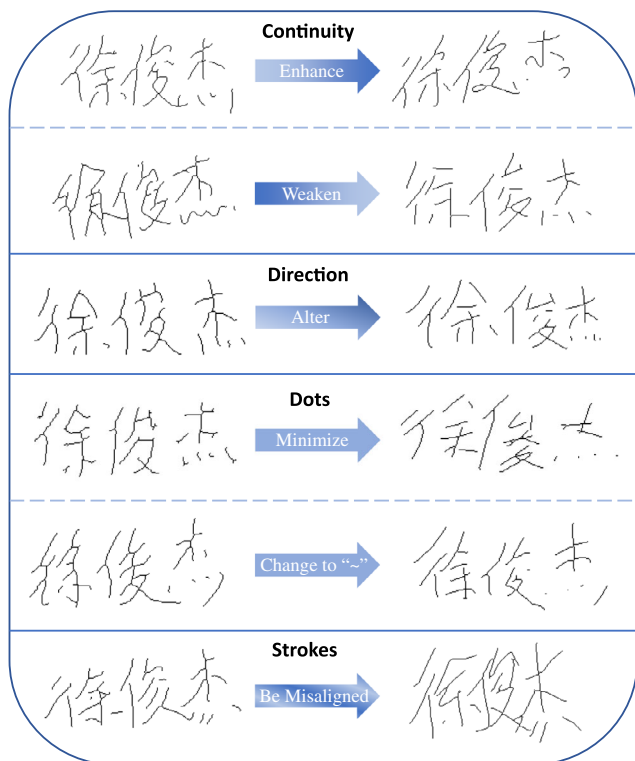 Continuity
徐俊杰 Enhance 徐俊杰
徐俊杰 Weaken 徐俊杰
Direction
徐俊杰 Alter 徐俊杰
Dots
徐俊杰 Minimize 徐俊杰
徐俊杰 Change to “~” 徐俊杰
Strokes
徐俊杰 Be Misaligned 徐俊杰